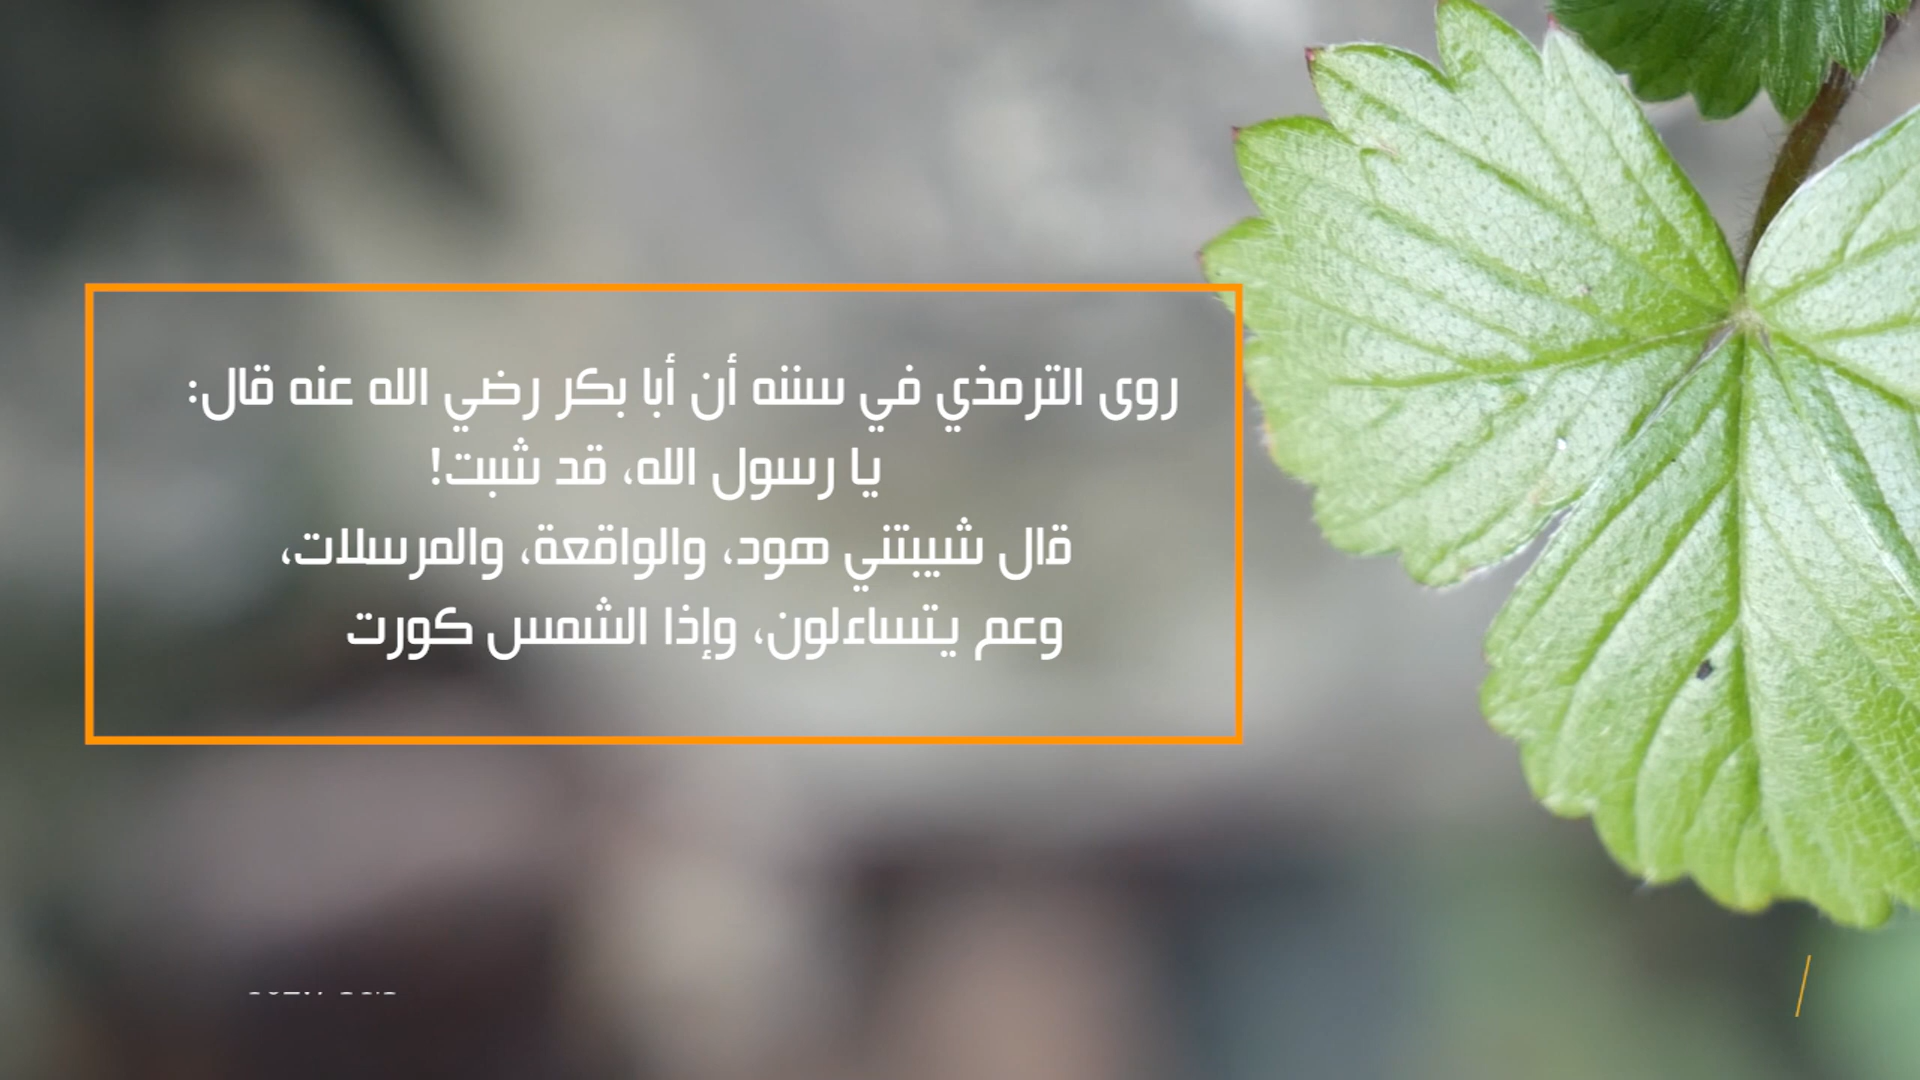 روى الترمذي في سننه أن أبا بكر رضي الله عنه قال:
يا رسول الله، قد شبت!
قال شيبتني هود، والواقعة، والمرسلات،
وعم يتساءلون، وإذا الشمس كورت